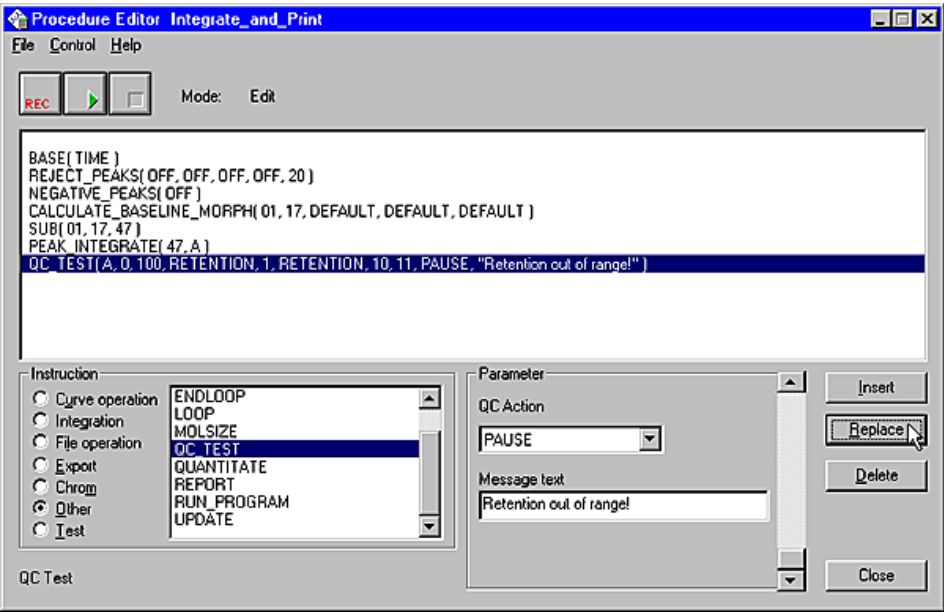 Procedure Editor Integrate_and_Print
File Control Help
REC
Mode: Edit
BASE( TIME )
REJECT_PEAKS( OFF, OFF, OFF, OFF, 20 )
NEGATIVE_PEAKS( OFF )
CALCULATE_BASELINE_MORPH( 01, 17, DEFAULT, DEFAULT, DEFAULT )
SUB( 01, 17, 47 )
PEAK_INTEGRATE( 47, A )
QC_TEST( A, 0, 100, RETENTION, 1, RETENTION, 10, 11, PAUSE, "Retention out of range!" )
Instruction
Curve operation
Integration
File operation
Export
Chrom
Other
Test
ENDLOOP
LOOP
MOLSIZE
QC_TEST
QUANTITATE
REPORT
RUN_PROGRAM
UPDATE
Parameter
QC Action
PAUSE
Message text
Retention out of range!
Insert
Replace
Delete
QC Test
Close